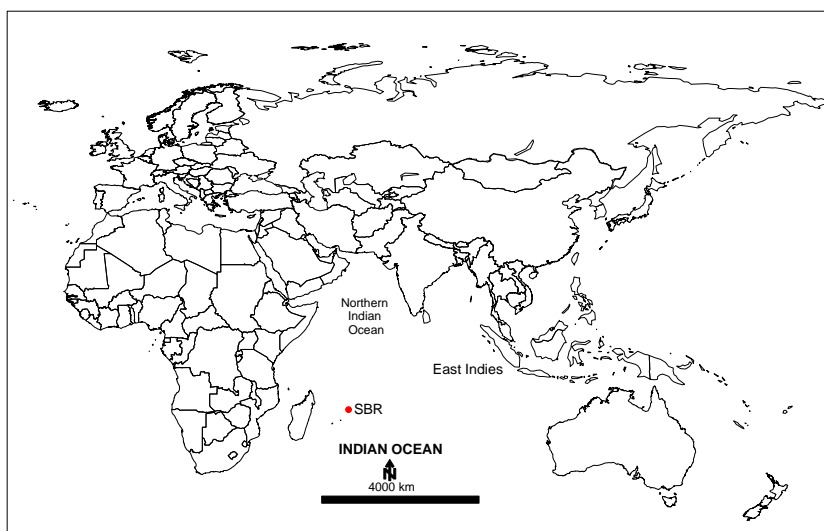 Northern
Indian
Ocean
East Indies
SBR
INDIAN OCEAN
N
4000 km